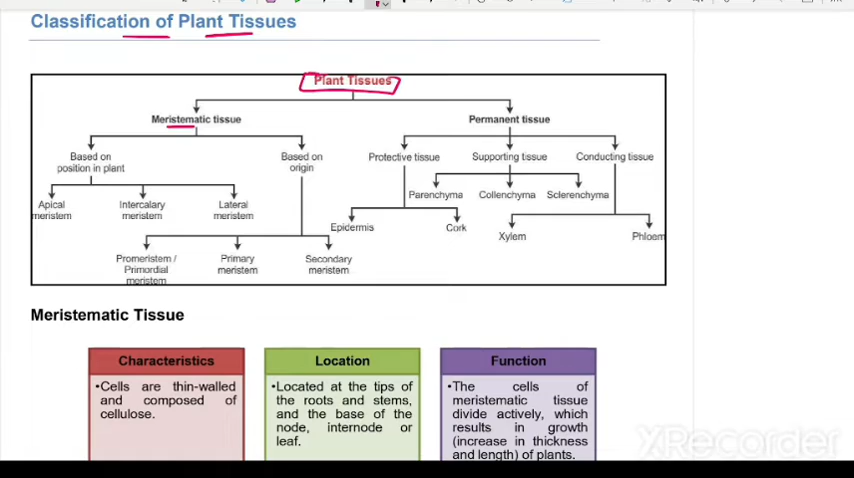 Classification of Plant Tissues
Plant Tissues
Meristematic tissue
Permanent tissue
Based on
position in plant
Based on
origin
Protective tissue
Supporting tissue
Conducting tissue
Apical
meristem
Intercalary
meristem
Lateral
meristem
Parenchyma
Collenchyma
Sclerenchyma
Epidermis
Cork
Xylem
Phloem
Promeristem /
Primordial
meristem
Primary
meristem
Secondary
meristem
Meristematic Tissue
Characteristics
•Cells are thin-walled
and composed of
cellulose.
Location
•Located at the tips of
the roots and stems,
and the base of the
node, internode or
leaf.
Function
•The cells of
meristematic tissue
divide actively, which
results in growth
(increase in thickness
and length) of plants.
XRecorder